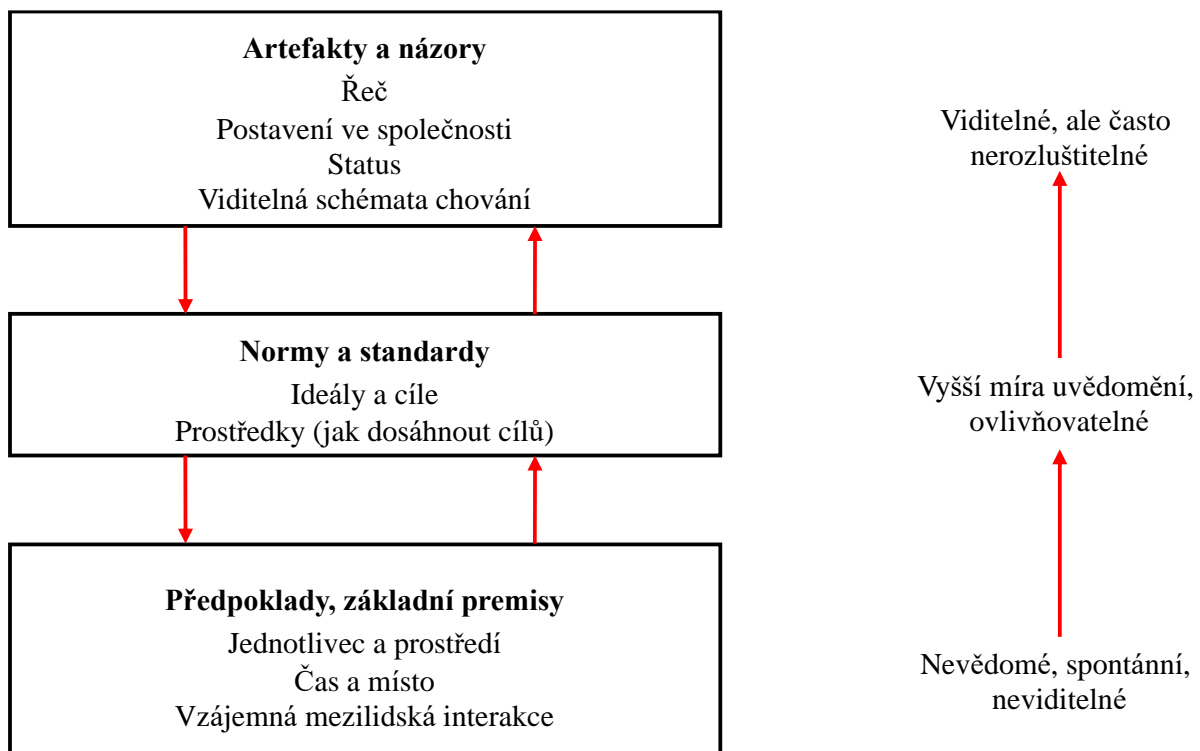 Artefakty a názory
Řeč
Postavení ve společnosti
Status
Viditelná schémata chování
Viditelné, ale často
nerozluštitelné
Normy a standardy
Ideály a cíle
Prostředky (jak dosáhnout cílů)
Vyšší míra uvědomění,
ovlivňovatelné
Předpoklady, základní premisy
Jednotlivec a prostředí
Čas a místo
Vzájemná mezilidská interakce
Nevědomé, spontánní,
neviditelné